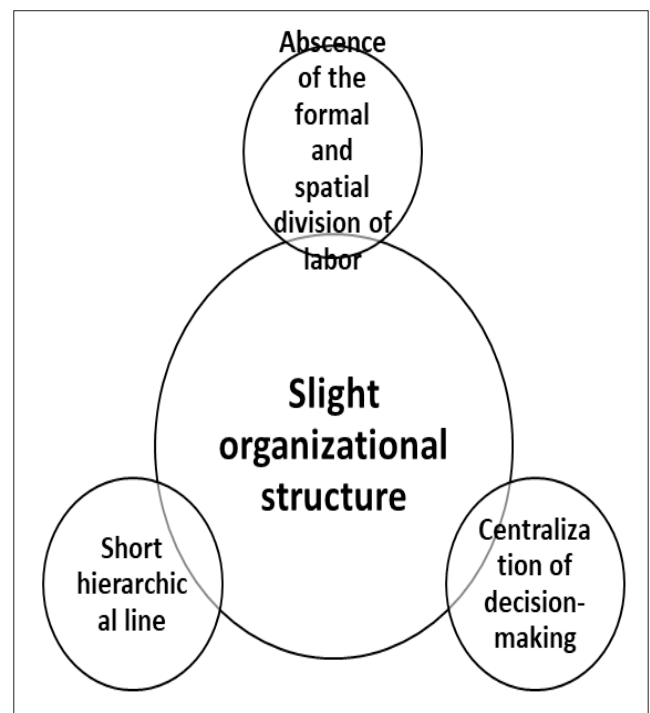 Abscence
of the
formal
and
spatial
division of
labor
Slight
organizational
structure
Short
hierarchic
al line
Centraliza
tion of
decision-
making